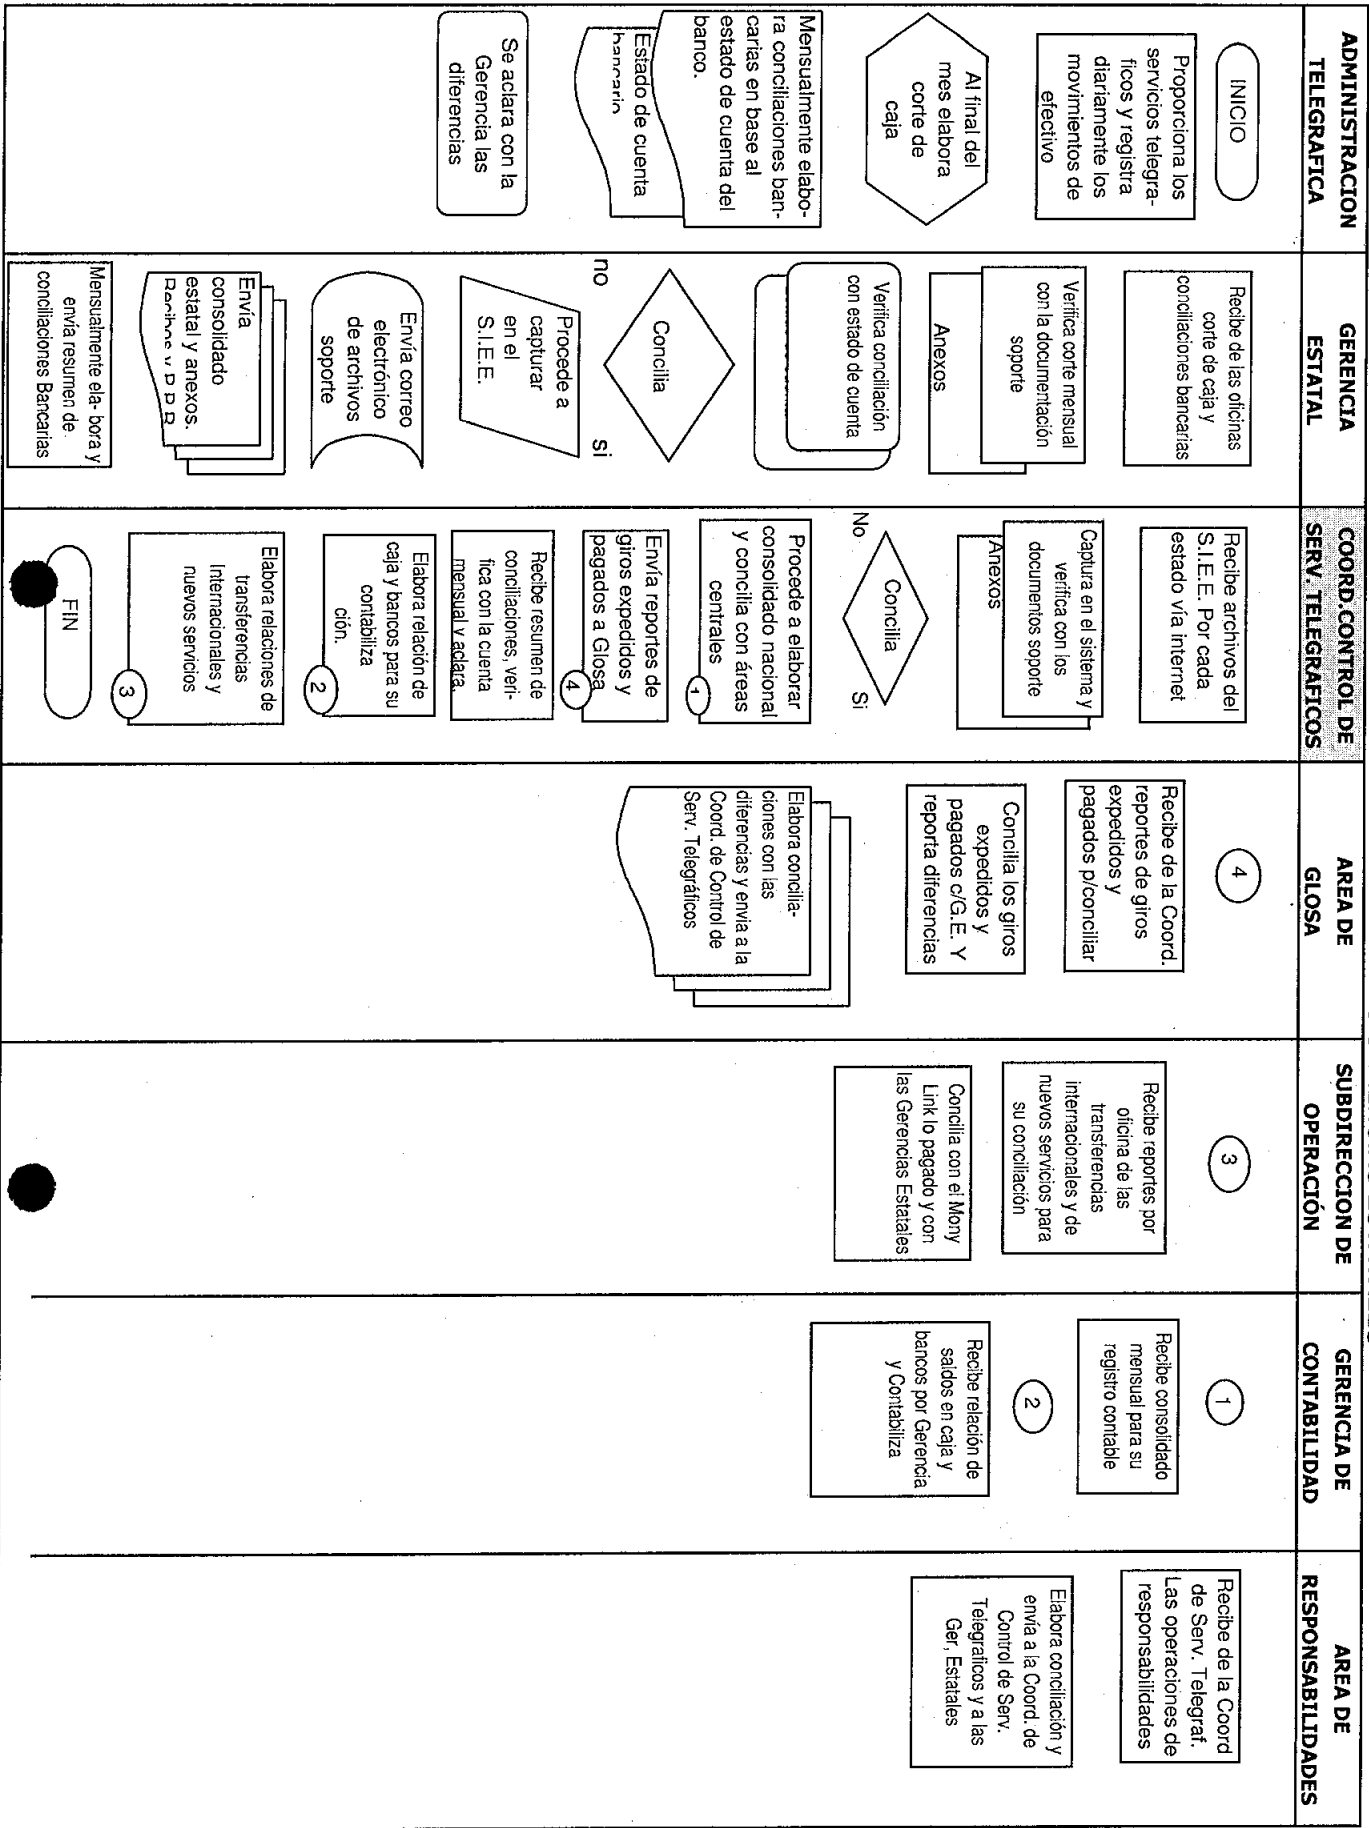 ADMINISTRACION
TELEGRAFICA
INICIO
Proporciona los
servicios telegra-
ficos y registra
diariamente los
movimientos de
efectivo
Al final del
mes elabora
corte de
caja
Mensualmente elabo-
ra conciliaciones ban-
carias en base al
estado de cuenta del
banco.
Estado de cuenta
bancario
Se aclara con la
Gerencia las
diferencias
GERENCIA
ESTATAL
Recibe de las oficinas
corte de caja y
conciliaciones bancarias
Verifica corte mensual
con la documentación
soporte
Anexos
Verifica conciliación
con estado de cuenta
Concilia
no
si
Procede a
capturar
en el
S.I.E.E.
Envía correo
electrónico
de archivos
soporte
Envía
consolidado
estatal y anexos.
Mensualmente ela- bora y
envía resumen de
conciliaciones Bancarias
COORD.CONTROL DE
SERV. TELEGRAFICOS
Recibe archivos del
S.I.E.E. Por cada
estado vía internet
Captura en el sistema y
verifica con los
documentos soporte
Anexos
Concilia
No
Si
Procede a elaborar
consolidado nacional
y concilia con áreas
centrales
1
Envía reportes de
giros expedidos y
pagados a Glosa
4
Recibe resumen de
conciliaciones, veri-
fica con la cuenta
mensual y aclara.
Elabora relación de
caja y bancos para su
contabiliza
ción.
2
Elabora relaciones de
transferencias
Internacionales y
nuevos servicios
3
FIN
AREA DE
GLOSA
4
Recibe de la Coord.
reportes de giros
expedidos y
pagados p/conciliar
Concilia los giros
expedidos y
pagados c/G.E. Y
reporta diferencias
Elabora concilia-
ciones con las
diferencias y envia a la
Coord. de Control de
Serv. Telegráficos
SUBDIRECCION DE
OPERACIÓN
3
Recibe reportes por
oficina de las
transferencias
internacionales y de
nuevos servicios para
su conciliación
Concilia con el Mony
Link lo pagado y con
las Gerencias Estatales
GERENCIA DE
CONTABILIDAD
1
Recibe consolidado
mensual para su
registro contable
2
Recibe relación de
saldos en caja y
bancos por Gerencia
y Contabiliza
AREA DE
RESPONSABILIDADES
Recibe de la Coord
de Serv. Telegraf.
Las operaciones de
responsabilidades
Elabora conciliación y
envía a la Coord. de
Control de Serv.
Telegraficos y a las
Ger, Estatales